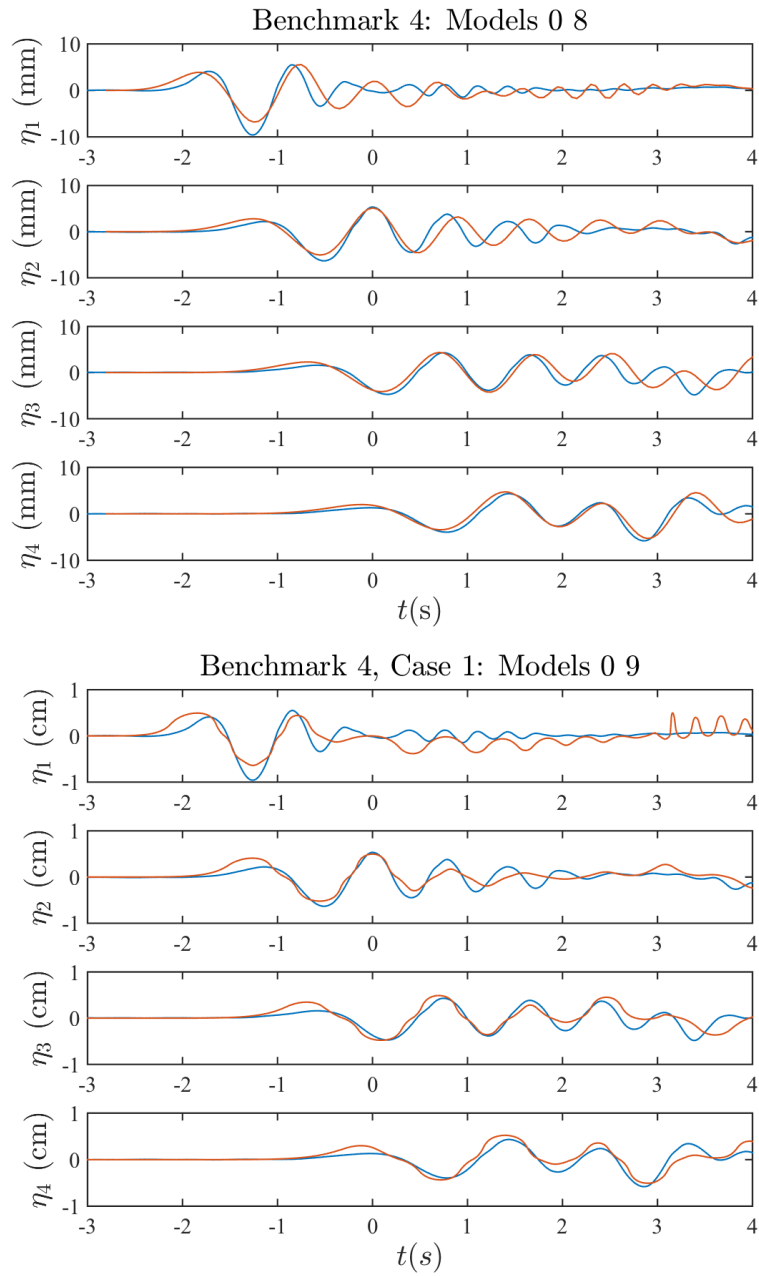 Benchmark 4: Models 0 8
η1 (mm)
10
0
-10
-3 -2 -1 0 1 2 3 4
η2 (mm)
10
0
-10
-3 -2 -1 0 1 2 3 4
η3 (mm)
10
0
-10
-3 -2 -1 0 1 2 3 4
η4 (mm)
10
0
-10
-3 -2 -1 0 1 2 3 4
t(s)
Benchmark 4, Case 1: Models 0 9
η1 (cm)
1
0
-1
-3 -2 -1 0 1 2 3 4
η2 (cm)
1
0
-1
-3 -2 -1 0 1 2 3 4
η3 (cm)
1
0
-1
-3 -2 -1 0 1 2 3 4
η4 (cm)
1
0
-1
-3 -2 -1 0 1 2 3 4
t(s)